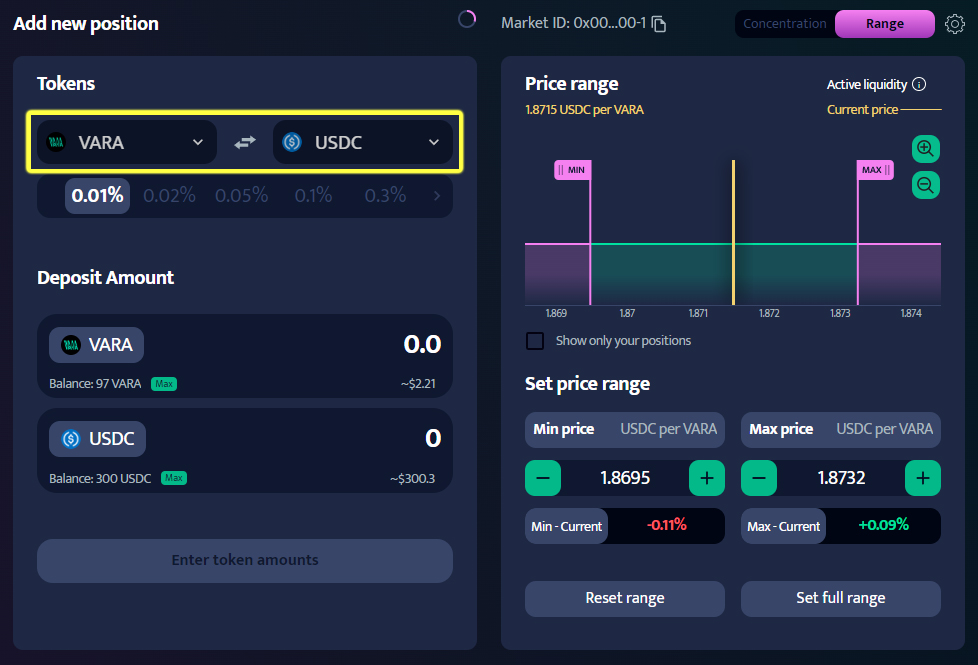 Add new position
Market ID: 0x00...00-1
Concentration
Range
Tokens
VARA
USDC
0.01%
0.02%
0.05%
0.1%
0.3%
Deposit Amount
VARA
0.0
Balance: 97 VARA
Max
~$2.21
USDC
0
Balance: 300 USDC
Max
~$300.3
Enter token amounts
Price range
Active liquidity
1.8715 USDC per VARA
Current price
MIN
MAX
1.869
1.87
1.871
1.872
1.873
1.874
Show only your positions
Set price range
Min price
USDC per VARA
Max price
USDC per VARA
1.8695
+
1.8732
+
Min - Current
-0.11%
Max - Current
+0.09%
Reset range
Set full range